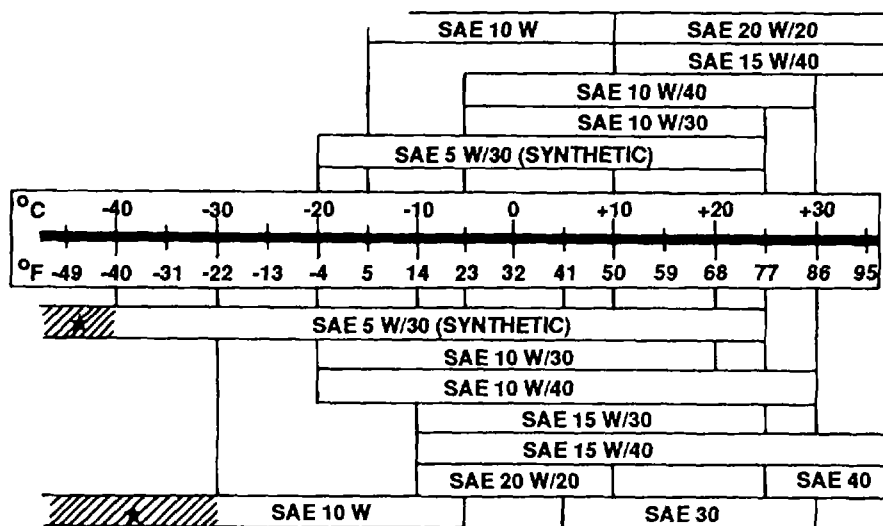 SAE 10 W SAE 20 W/20
SAE 15 W/40
SAE 10 W/40
SAE 10 W/30
SAE 5 W/30 (SYNTHETIC)
°C -40 -30 -20 -10 0 +10 +20 +30
°F -49 -40 -31 -22 -13 -4 5 14 23 32 41 50 59 68 77 86 95
SAE 5 W/30 (SYNTHETIC)
SAE 10 W/30
SAE 10 W/40
SAE 15 W/30
SAE 15 W/40
SAE 20 W/20 SAE 40
SAE 10 W SAE 30